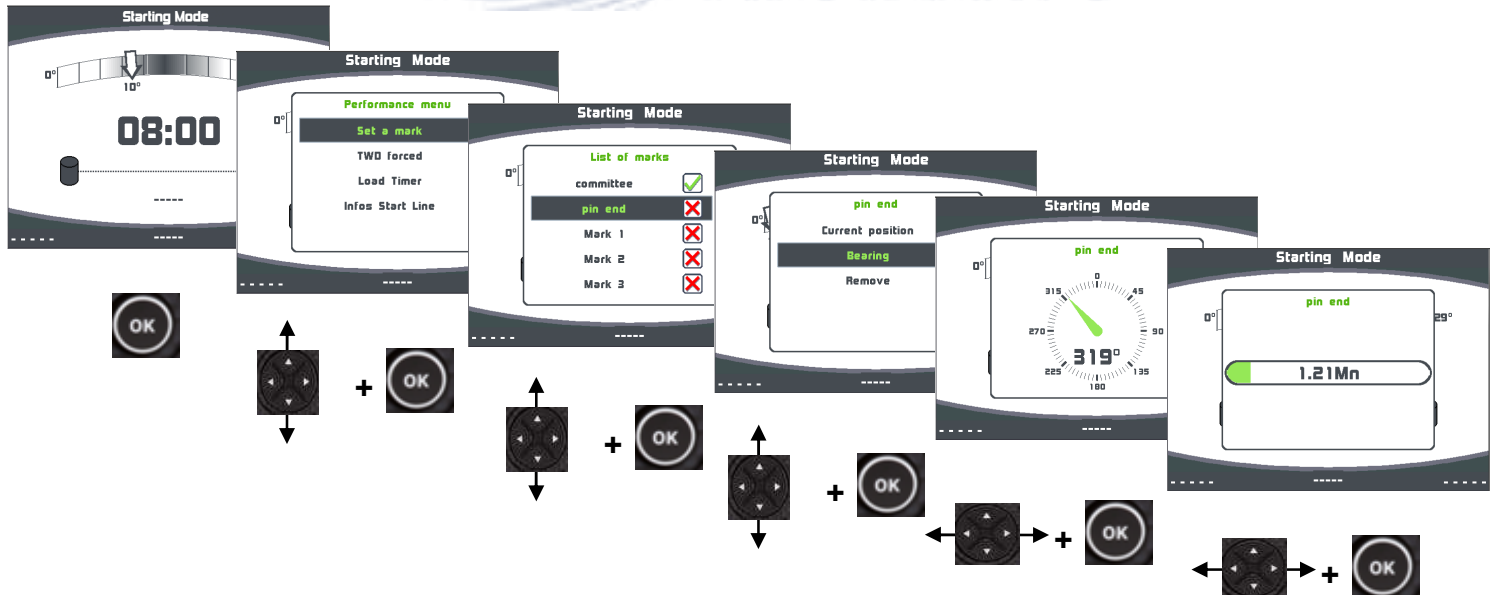 Starting Mode
0°
10°
08:00
-----
- - - - -
-----
OK
Starting Mode
0°
Performance menu
Set a mark
TWD forced
Load Timer
Infos Start Line
- - - - -
-----
+
OK
Starting Mode
0°
List of marks
committee
pin end
Mark 1
Mark 2
Mark 3
- - - - -
-----
+
OK
Starting Mode
0°
pin end
Current position
Bearing
Remove
- - - - -
-----
+
OK
Starting Mode
0°
pin end
0
315
45
270
90
319°
225
135
180
- - - - -
-----
+
OK
Starting Mode
0°
29°
pin end
1.21Mn
- - - - -
-----
- - - - -
+
OK